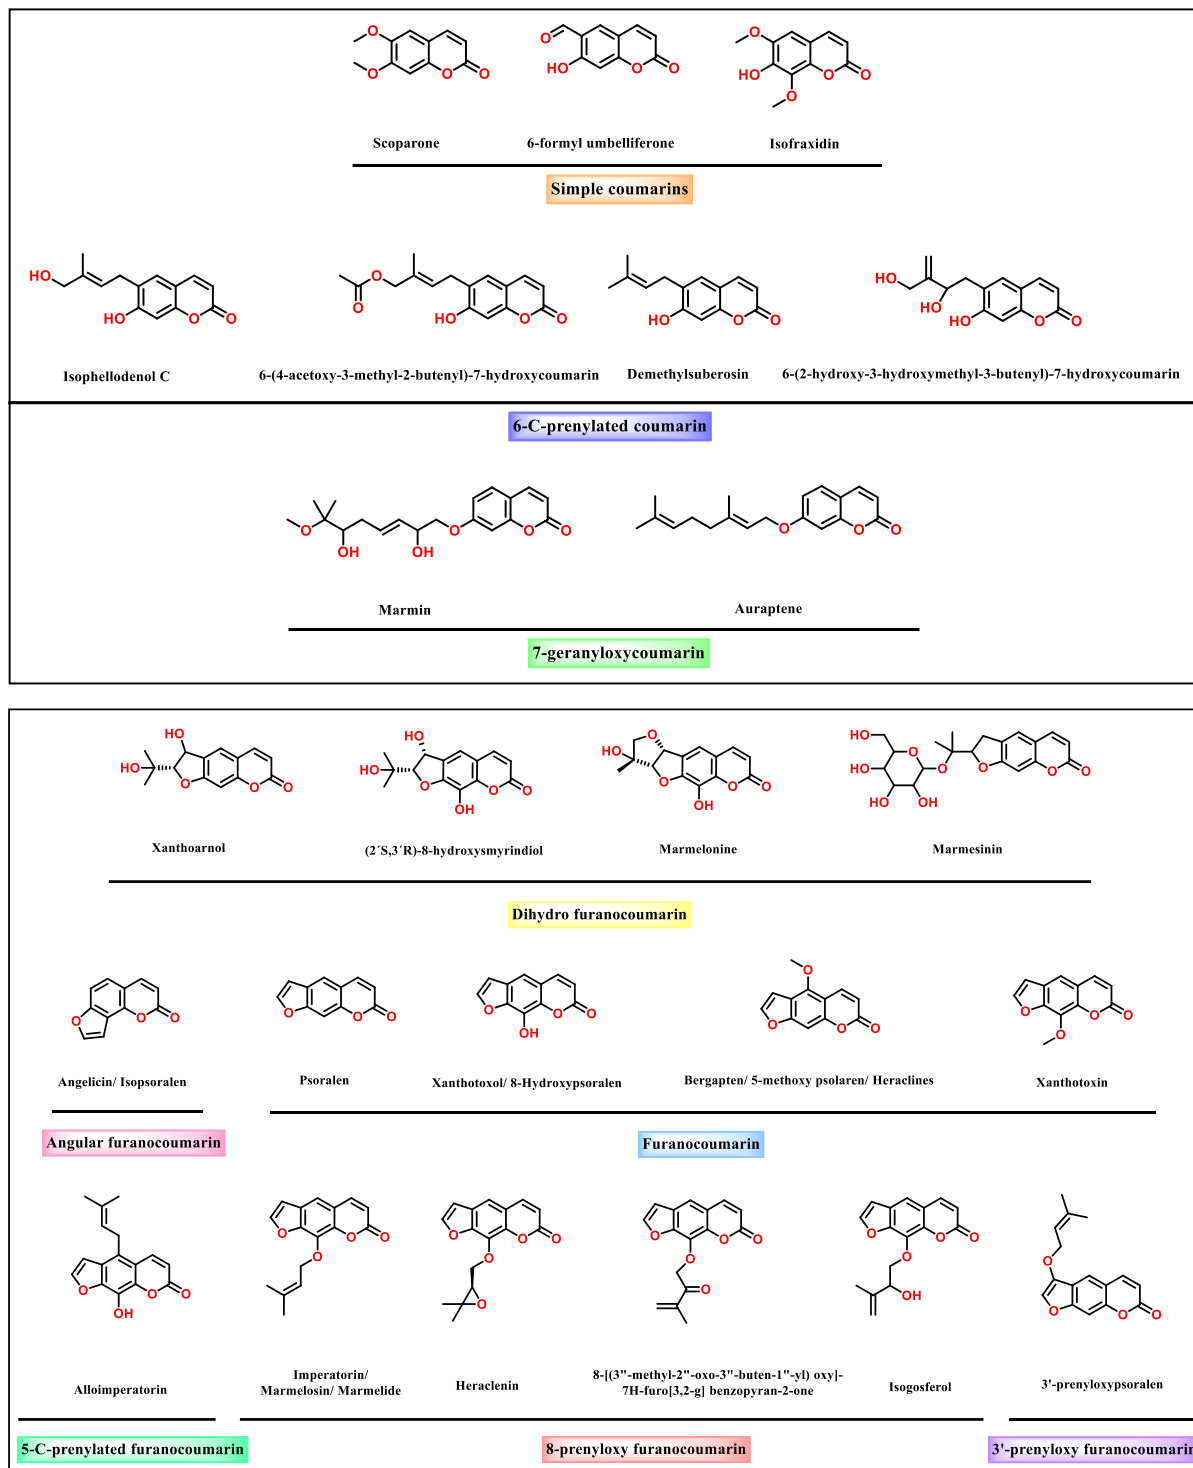 Scoparone
6-formyl umbelliferone
Isofraxidin
Simple coumarins
Isophellodenol C
6-(4-acetoxy-3-methyl-2-butenyl)-7-hydroxycoumarin
Demethylsuberosin
6-(2-hydroxy-3-hydroxymethyl-3-butenyl)-7-hydroxycoumarin
6-C-prenylated coumarin
Marmin
Auraptene
7-geranyloxycoumarin
Xanthoarnol
(2´S,3´R)-8-hydroxysmyrindiol
Marmelonine
Marmesinin
Dihydro furanocoumarin
Angelicin/ Isopsoralen
Psoralen
Xanthotoxol/ 8-Hydroxypsoralen
Bergapten/ 5-methoxy psolaren/ Heraclines
Xanthotoxin
Angular furanocoumarin
Furanocoumarin
Alloimperatorin
Imperatorin/
Marmelosin/ Marmelide
Heraclenin
8-[(3"-methyl-2"-oxo-3"-buten-1"-yl) oxy]-
7H-furo[3,2-g] benzopyran-2-one
Isogosferol
3'-prenyloxypsoralen
5-C-prenylated furanocoumarin
8-prenyloxy furanocoumarin
3'-prenyloxy furanocoumarin